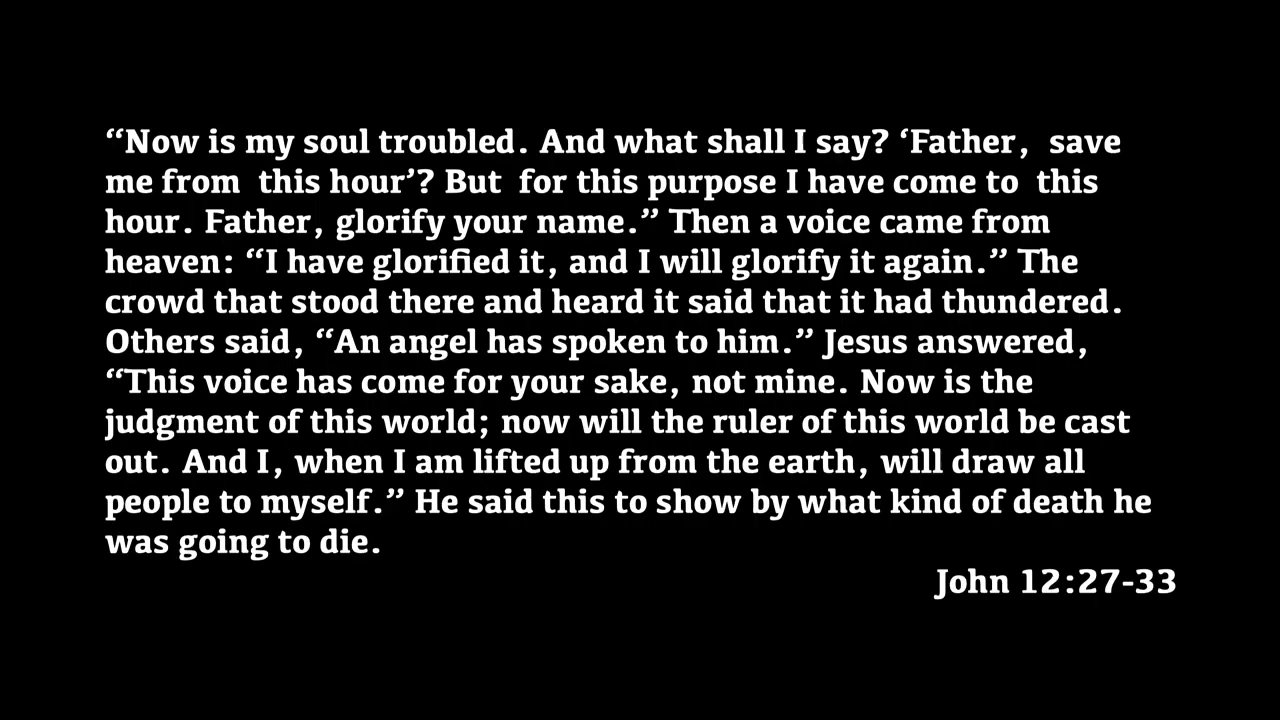 “Now is my soul troubled. And what shall I say? ‘Father,  save
me from  this hour’? But  for this purpose I have come to  this
hour. Father, glorify your name.” Then a voice came from
heaven: “I have glorified it, and I will glorify it again.” The
crowd that stood there and heard it said that it had thundered.
Others said, “An angel has spoken to him.” Jesus answered,
“This voice has come for your sake, not mine. Now is the
judgment of this world; now will the ruler of this world be cast
out. And I, when I am lifted up from the earth, will draw all
people to myself.” He said this to show by what kind of death he
was going to die.
John 12:27-33